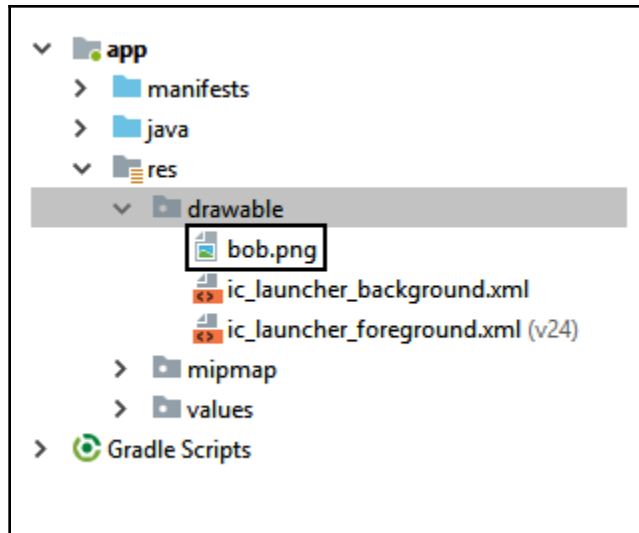 app
manifests
java
res
drawable
bob.png
ic_launcher_background.xml
ic_launcher_foreground.xml (v24)
mipmap
values
Gradle Scripts